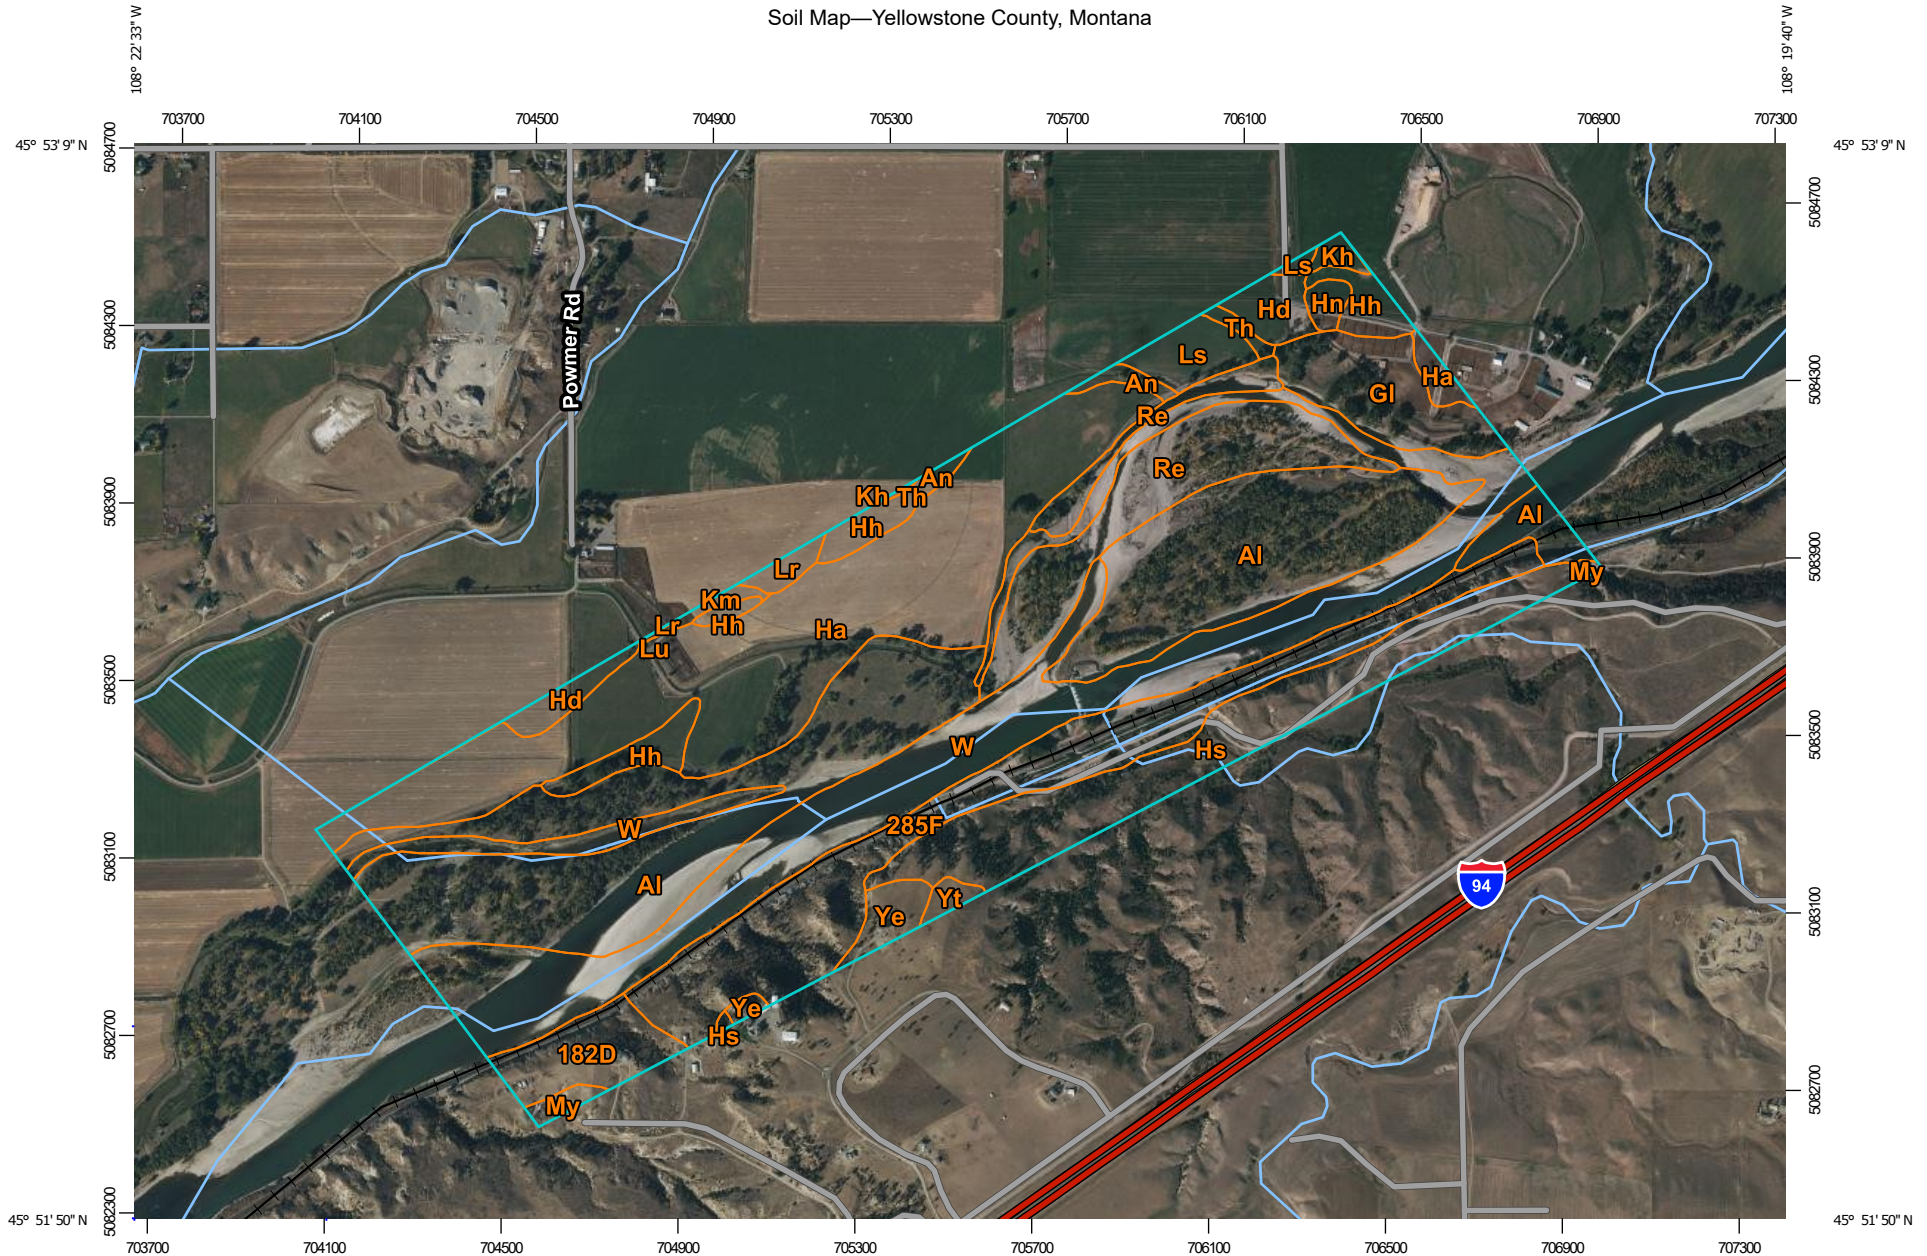 Soil Map—Yellowstone County, Montana
108° 22' 33'' W
108° 19' 40'' W
703700 704100 704500 704900 705300 705700 706100 706500 706900 707300
45° 53' 9'' N
45° 53' 9'' N
5084700
5084700
Kh
Ls
Hn Hh
Hd
Powmer Rd
Th
5084300
5084300
Ls
Ha
An
Gl
Re
Re
An
Kh Th
5083900
5083900
Al
Hh
Al
Lr
My
Km
Lr Hh Ha
Lu
5083500
5083500
Hd
W
Hs
Hh
W
285F
5083100
5083100
Al
Yt
94
Ye
Ye
Hs
5082700
5082700
182D
My
5082300
45° 51' 50'' N
45° 51' 50'' N
703700 704100 704500 704900 705300 705700 706100 706500 706900 707300